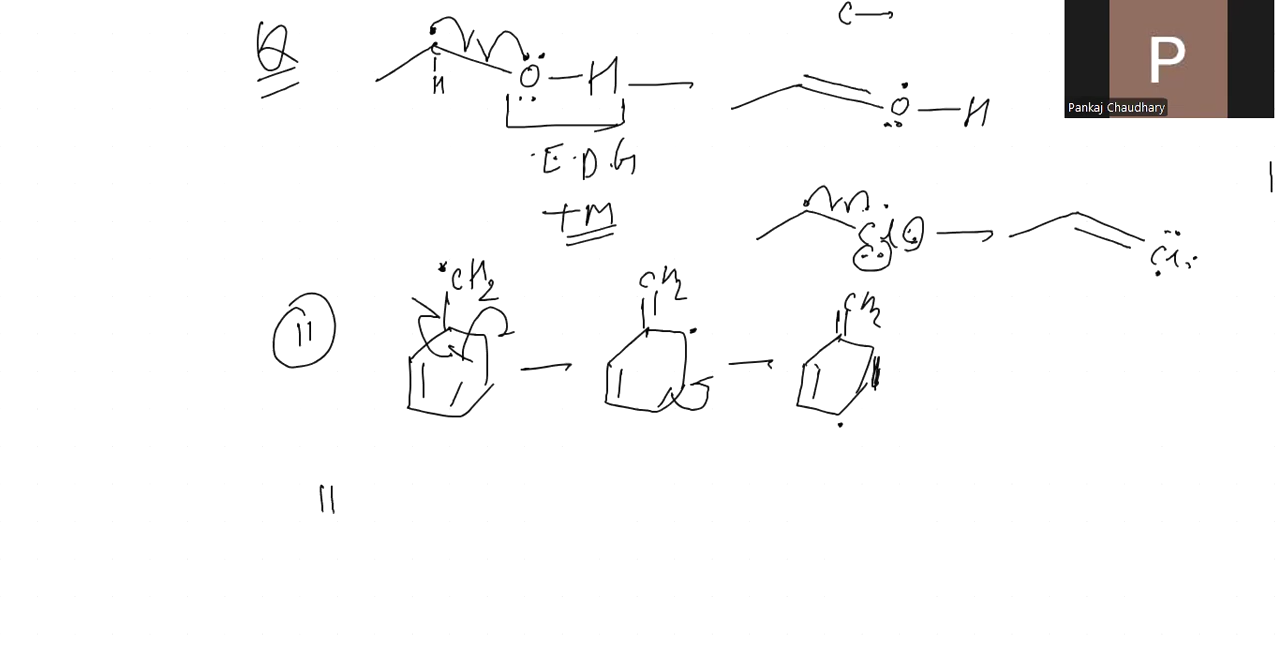 C→
Q
C
H
O—H → O—H
E.D.G
+M
Cl → Cl
P
Pankaj Chaudhary
11
CH2 → CH2 → CH2
11